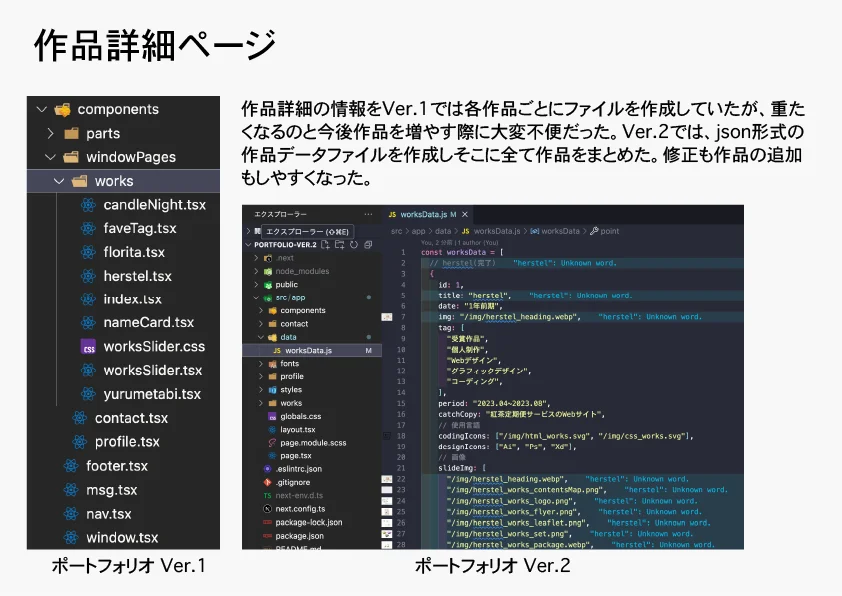 作品詳細ページ
components
parts
windowPages
works
candleNight.tsx
faveTag.tsx
florita.tsx
herstel.tsx
index.tsx
nameCard.tsx
CSS
worksSlider.css
worksSlider.tsx
yurumetabi.tsx
contact.tsx
profile.tsx
footer.tsx
msg.tsx
nav.tsx
window.tsx
ポートフォリオ Ver.1
作品詳細の情報をVer.1では各作品ごとにファイルを作成していたが、重た
くなるのと今後作品を増やす際に大変不便だった。Ver.2では、json形式の
作品データファイルを作成しそこに全て作品をまとめた。修正も作品の追加
もしやすくなった。
エクスプローラー ···
エクスプローラー (⇧⌘E)
PORTFOLIO-VER.2
.next
node_modules
public
src/app
components
contact
data
JS worksData.js M
fonts
profile
styles
works
globals.css
layout.tsx
page.module.scss
page.tsx
.eslintrc.json
.gitignore
TS next-env.d.ts
next.config.ts
package-lock.json
package.json
README.md
JS worksData.js M ×
src > app > data > JS worksData.js > worksData > point
You, 2 分前 | 1 author (You)
1 const worksData = [
2 // herstel(完了) "herstel": Unknown word.
3 {
4 id: 1,
5 title: "herstel", "herstel": Unknown word.
6 date: "1年前期",
7 img: "/img/herstel_heading.webp", "herstel": Unknown word.
8 tag: [
9 "受賞作品",
10 "個人制作",
11 "Webデザイン",
12 "グラフィックデザイン",
13 "コーディング",
14 ],
15 period: "2023.04~2023.08",
16 catchCopy: "紅茶定期便サービスのWebサイト",
17 // 使用言語
18 codingIcons: ["/img/html_works.svg", "/img/css_works.svg"],
19 designIcons: ["Ai", "Ps", "Xd"],
20 // 画像
21 slideImg: [
22 "/img/herstel_heading.webp", "herstel": Unknown word.
23 "/img/herstel_works_contentsMap.png", "herstel": Unknown word.
24 "/img/herstel_works_logo.png", "herstel": Unknown word.
25 "/img/herstel_works_flyer.png", "herstel": Unknown word.
26 "/img/herstel_works_leaflet.png", "herstel": Unknown word.
27 "/img/herstel_works_set.png", "herstel": Unknown word.
28 "/img/herstel_works_package.webp", "herstel": Unknown word.
ポートフォリオ Ver.2